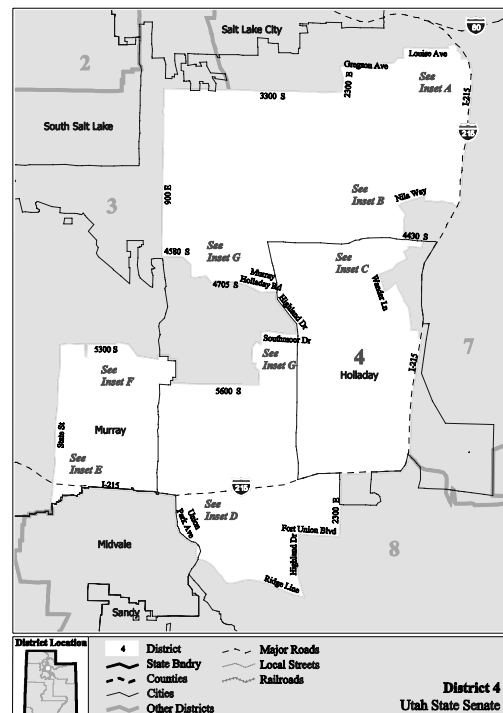 Salt Lake City
80
Louise Ave
Gregson Ave
2
See
Inset A
2300 E
3300 S
I-215
South Salt Lake
215
900 E
See
Inset B
Nila Way
3
4430 S
4580 S
See
Inset G
See
Inset C
Murray
Holladay Rd
4705 S
Wander Ln
Highland Dr
Southmoor Dr
5300 S
See
Inset G
4
Holladay
7
I-215
See
Inset F
5600 S
State St
Murray
See
Inset E
I-215
215
See
Inset D
Union
Park Ave
2300 E
Fort Union Blvd
Midvale
Highland Dr
8
Ridge Line
Sandy
District Location
4 District
State Bndry
Counties
Cities
Other Districts
Major Roads
Local Streets
Railroads
District 4
Utah State Senate